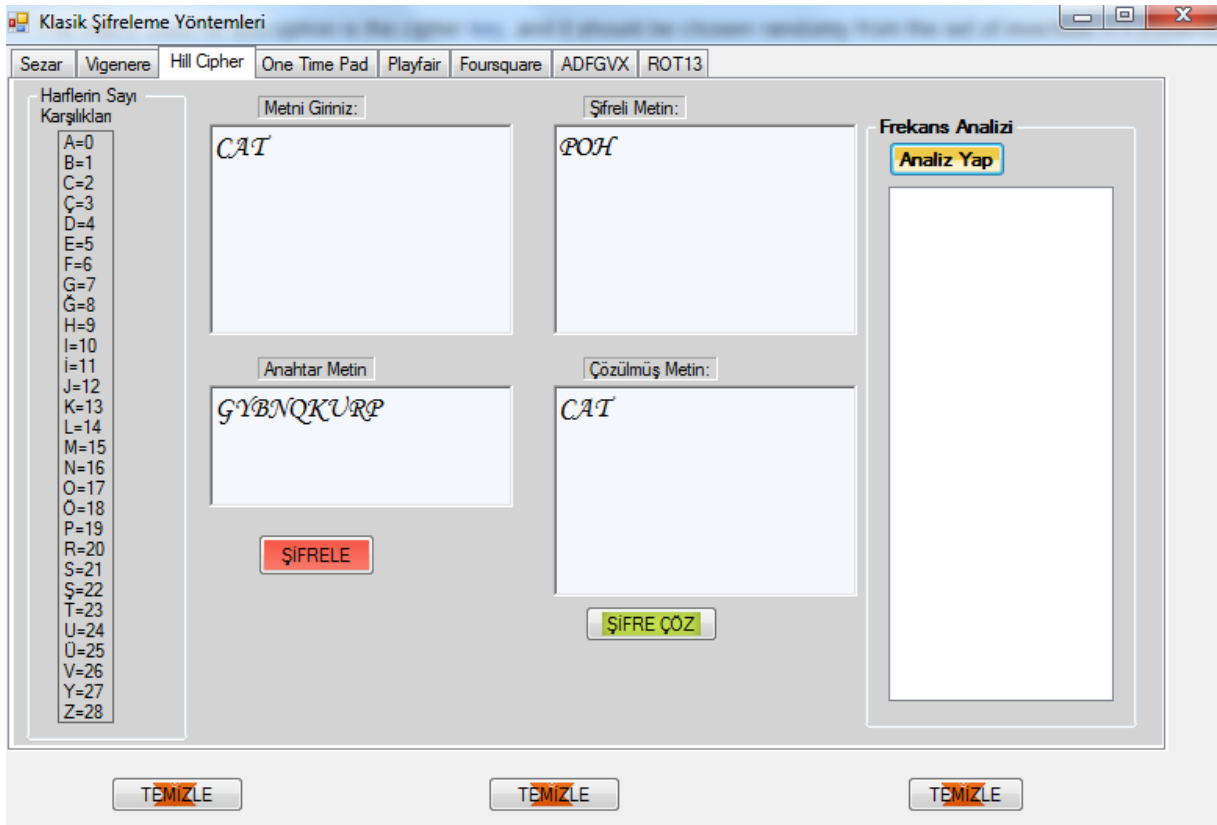 Klasik Şifreleme Yöntemleri
Sezar Vigenere Hill Cipher One Time Pad Playfair Foursquare ADFGVX ROT13
Harflerin Sayı
Karşılıkları
A=0
B=1
C=2
Ç=3
D=4
E=5
F=6
G=7
Ğ=8
H=9
I=10
İ=11
J=12
K=13
L=14
M=15
N=16
O=17
Ö=18
P=19
R=20
S=21
Ş=22
T=23
U=24
Ü=25
V=26
Y=27
Z=28
Metni Giriniz:
CAT
Anahtar Metin
GYBNQKURP
ŞİFRELE
Şifreli Metin:
POH
Çözülmüş Metin:
CAT
ŞİFRE ÇÖZ
Frekans Analizi
Analiz Yap
TEMİZLE TEMİZLE TEMİZLE